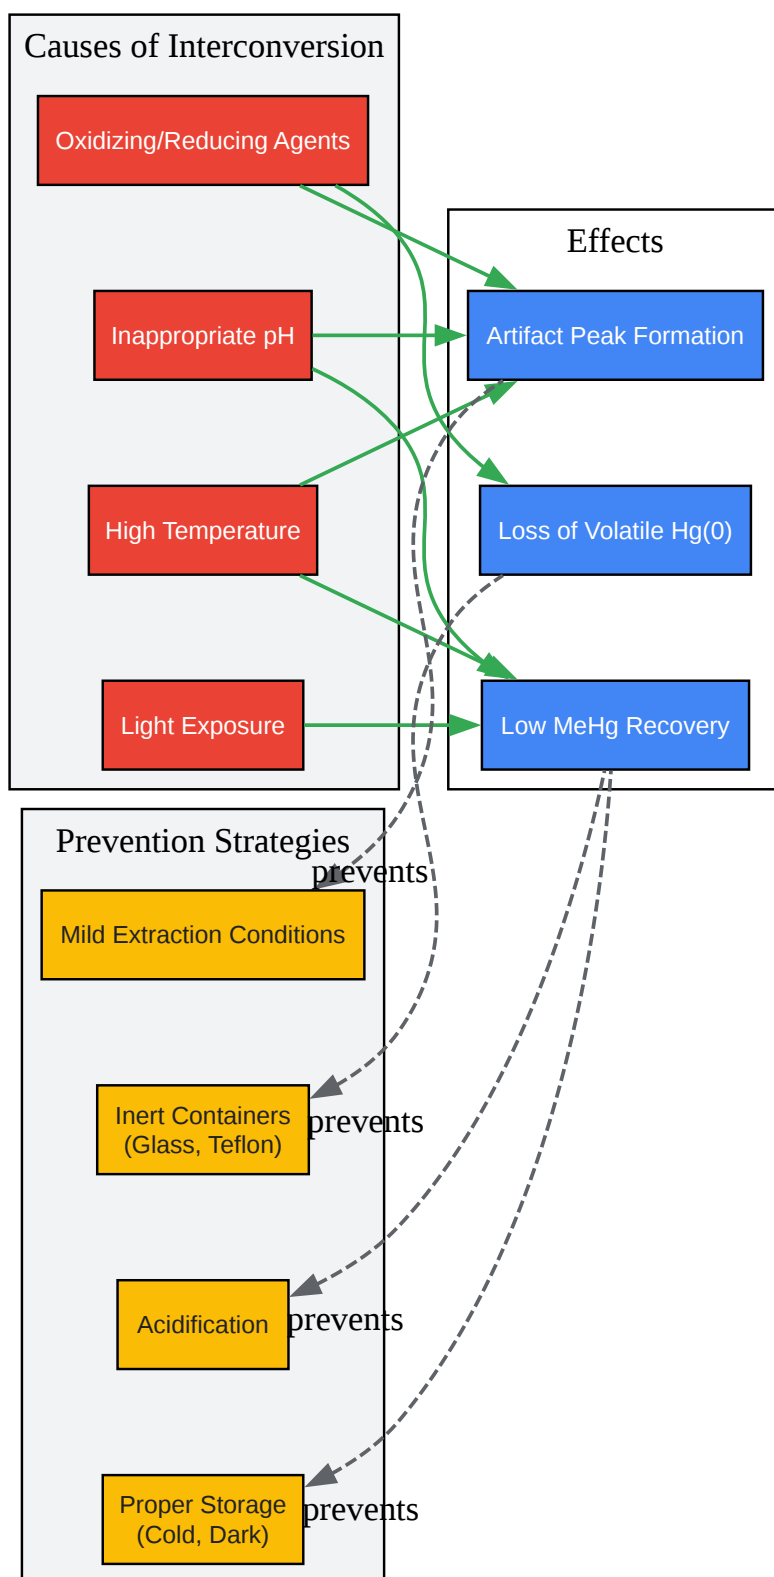 Causes of Interconversion
Oxidizing/Reducing Agents
Inappropriate pH
High Temperature
Light Exposure
Effects
Artifact Peak Formation
Loss of Volatile Hg(0)
Low MeHg Recovery
Prevention Strategies
prevents
Mild Extraction Conditions
Inert Containers
(Glass, Teflon)
prevents
Acidification
prevents
Proper Storage
(Cold, Dark)
prevents